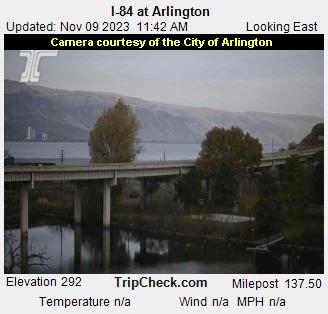 I-84 at Arlington
Updated: Nov 09 2023 11:42 AM Looking East
Camera courtesy of the City of Arlington
Elevation 292 TripCheck.com Milepost 137.50
Temperature n/a Wind n/a MPH n/a